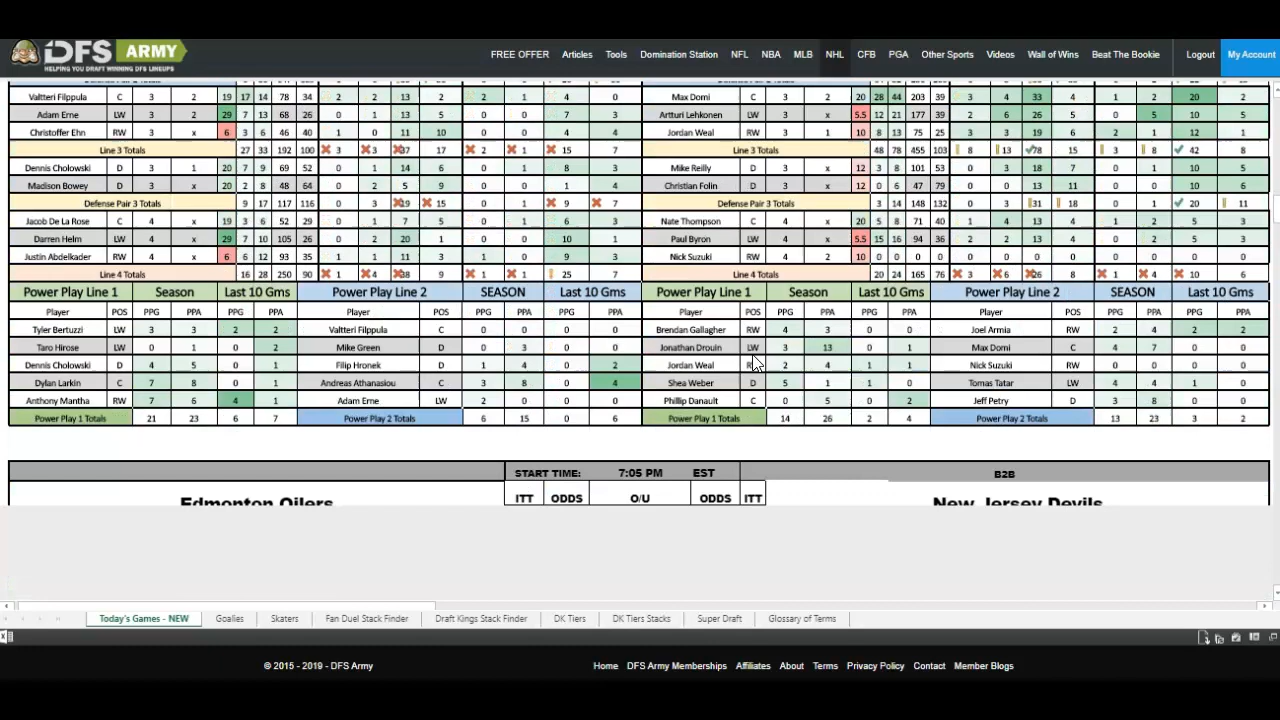 DFS ARMY
HELPING YOU DRAFT WINNING DFS LINEUPS
FREE OFFER Articles Tools Domination Station NFL NBA MLB NHL CFB PGA Other Sports Videos Wall of Wins Beat The Bookie Logout My Account
Valtteri Filppula C 3 2 19 17 14 78 34 2 2 13 2 2 1 4 0 Max Domi C 3 2 20 28 44 203 39 3 4 33 4 1 2 20 2
Adam Erne LW 3 2 29 7 13 68 26 0 1 13 5 0 0 7 3 Artturi Lehkonen LW 3 x 5.5 12 21 177 39 2 6 26 5 0 5 10 5
Christoffer Ehn RW 3 x 6 3 6 46 40 1 0 11 10 0 0 4 4 Jordan Weal RW 3 1 10 8 13 75 25 3 3 19 6 2 1 12 1
Line 3 Totals 27 33 192 100 3 3 37 17 2 1 15 7 Line 3 Totals 48 78 455 103 8 13 78 15 3 8 42 8
Dennis Cholowski D 3 1 20 7 9 69 52 0 1 14 6 0 0 8 3 Mike Reilly D 3 x 12 3 8 101 53 0 3 18 7 0 0 10 5
Madison Bowey D 3 x 20 2 8 48 64 0 2 5 9 0 0 1 4 Christian Folin D 3 x 12 0 6 47 79 0 0 13 11 0 0 10 6
Defense Pair 3 Totals 9 17 117 116 0 3 19 15 0 1 9 7 Defense Pair 3 Totals 3 14 148 132 0 3 31 18 0 0 20 11
Jacob De La Rose C 4 x 19 3 6 52 29 0 1 7 5 0 1 6 3 Nate Thompson C 4 x 20 5 8 71 40 1 4 13 4 1 2 5 3
Darren Helm LW 4 x 29 7 10 105 26 0 2 20 1 0 0 10 1 Paul Byron LW 4 x 5.5 15 16 94 36 2 2 13 4 0 2 5 3
Justin Abdelkader RW 4 x 6 6 12 93 35 1 1 11 3 1 0 9 3 Nick Suzuki RW 4 2 10 0 0 0 0 0 0 0 0 0 0 0 0
Line 4 Totals 16 28 250 90 1 4 38 9 1 1 25 7 Line 4 Totals 20 24 165 76 3 6 26 8 1 4 10 6
Power Play Line 1 Season Last 10 Gms Power Play Line 2 SEASON Last 10 Gms Power Play Line 1 Season Last 10 Gms Power Play Line 2 SEASON Last 10 Gms
Player POS PPG PPA PPG PPA Player POS PPG PPA PPG PPA Player POS PPG PPA PPG PPA Player POS PPG PPA PPG PPA
Tyler Bertuzzi LW 3 3 2 2 Valtteri Filppula C 0 0 0 0 Brendan Gallagher RW 4 3 0 0 Joel Armia RW 2 4 2 2
Taro Hirose LW 0 1 0 2 Mike Green D 0 3 0 0 Jonathan Drouin LW 3 13 0 1 Max Domi C 4 7 0 0
Dennis Cholowski D 4 5 0 0 Filip Hronek D 1 4 0 2 Jordan Weal 2 4 1 1 Nick Suzuki RW 0 0 0 0
Dylan Larkin C 7 8 0 1 Andreas Athanasiou C 3 8 0 4 Shea Weber D 5 1 1 0 Tomas Tatar LW 4 4 1 0
Anthony Mantha RW 7 6 4 1 Adam Erne LW 2 0 0 0 Phillip Danault C 0 5 0 2 Jeff Petry D 3 8 0 0
Power Play 1 Totals 21 23 6 7 Power Play 2 Totals 6 15 0 6 Power Play 1 Totals 14 26 2 4 Power Play 2 Totals 13 23 3 2
START TIME: 7:05 PM EST B2B
Edmonton Oilers ITT ODDS O/U ODDS ITT New Jersey Devils
Today's Games - NEW Goalies Skaters Fan Duel Stack Finder Draft Kings Stack Finder DK Tiers DK Tiers Stacks Super Draft Glossary of Terms
© 2015 - 2019 - DFS Army Home DFS Army Memberships Affiliates About Terms Privacy Policy Contact Member Blogs